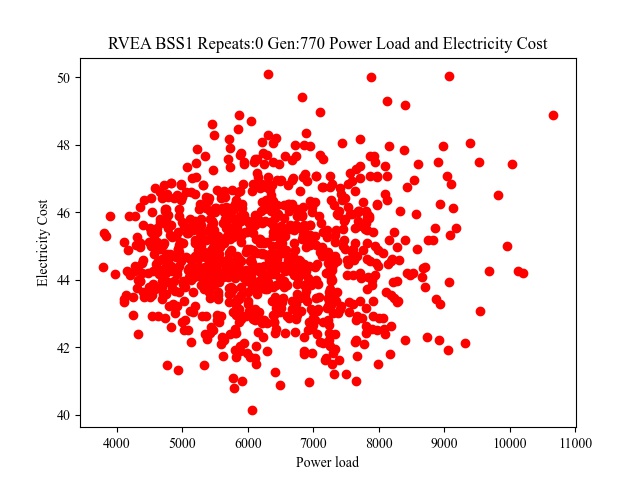 RVEA BSS1 Repeats:0 Gen:770 Power Load and Electricity Cost
50
48
46
44
42
40
Electricity Cost
4000 5000 6000 7000 8000 9000 10000 11000
Power load